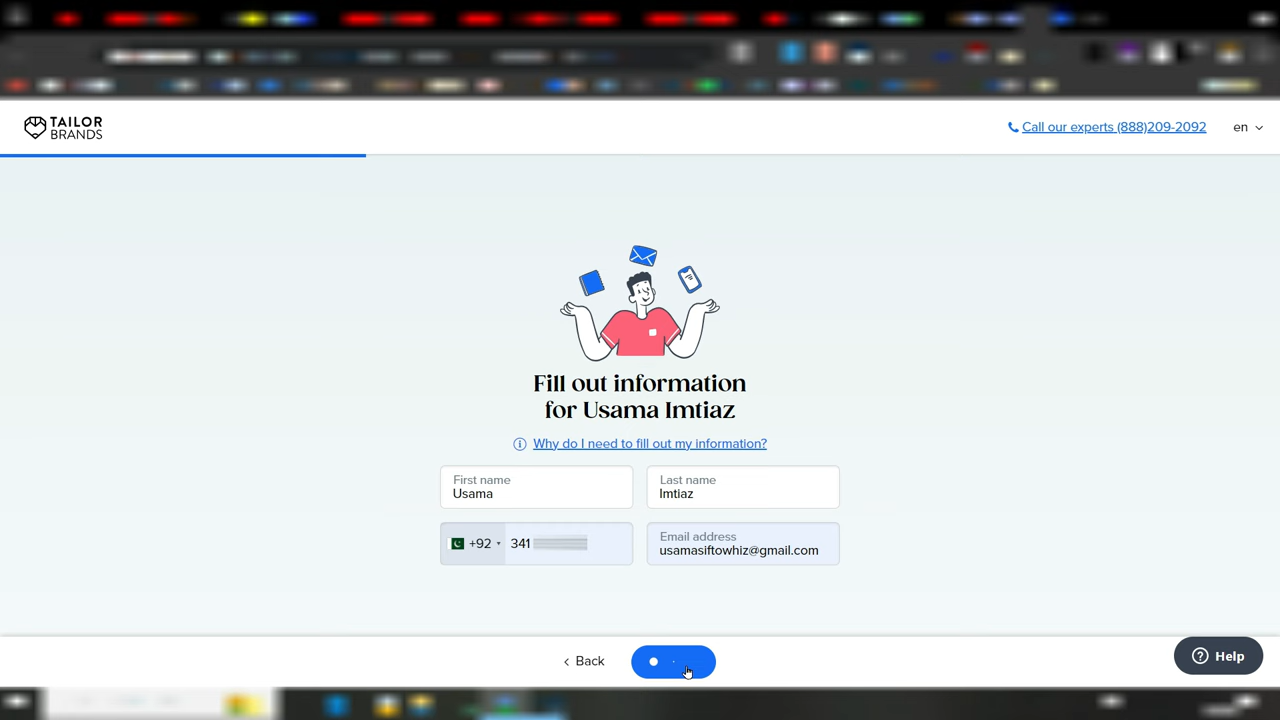 TAILOR
BRANDS
Call our experts (888)209-2092
en
Fill out information
for Usama Imtiaz
Why do I need to fill out my information?
First name
Usama
Last name
Imtiaz
+92
341
Email address
usamasiftowhiz@gmail.com
Back
Help